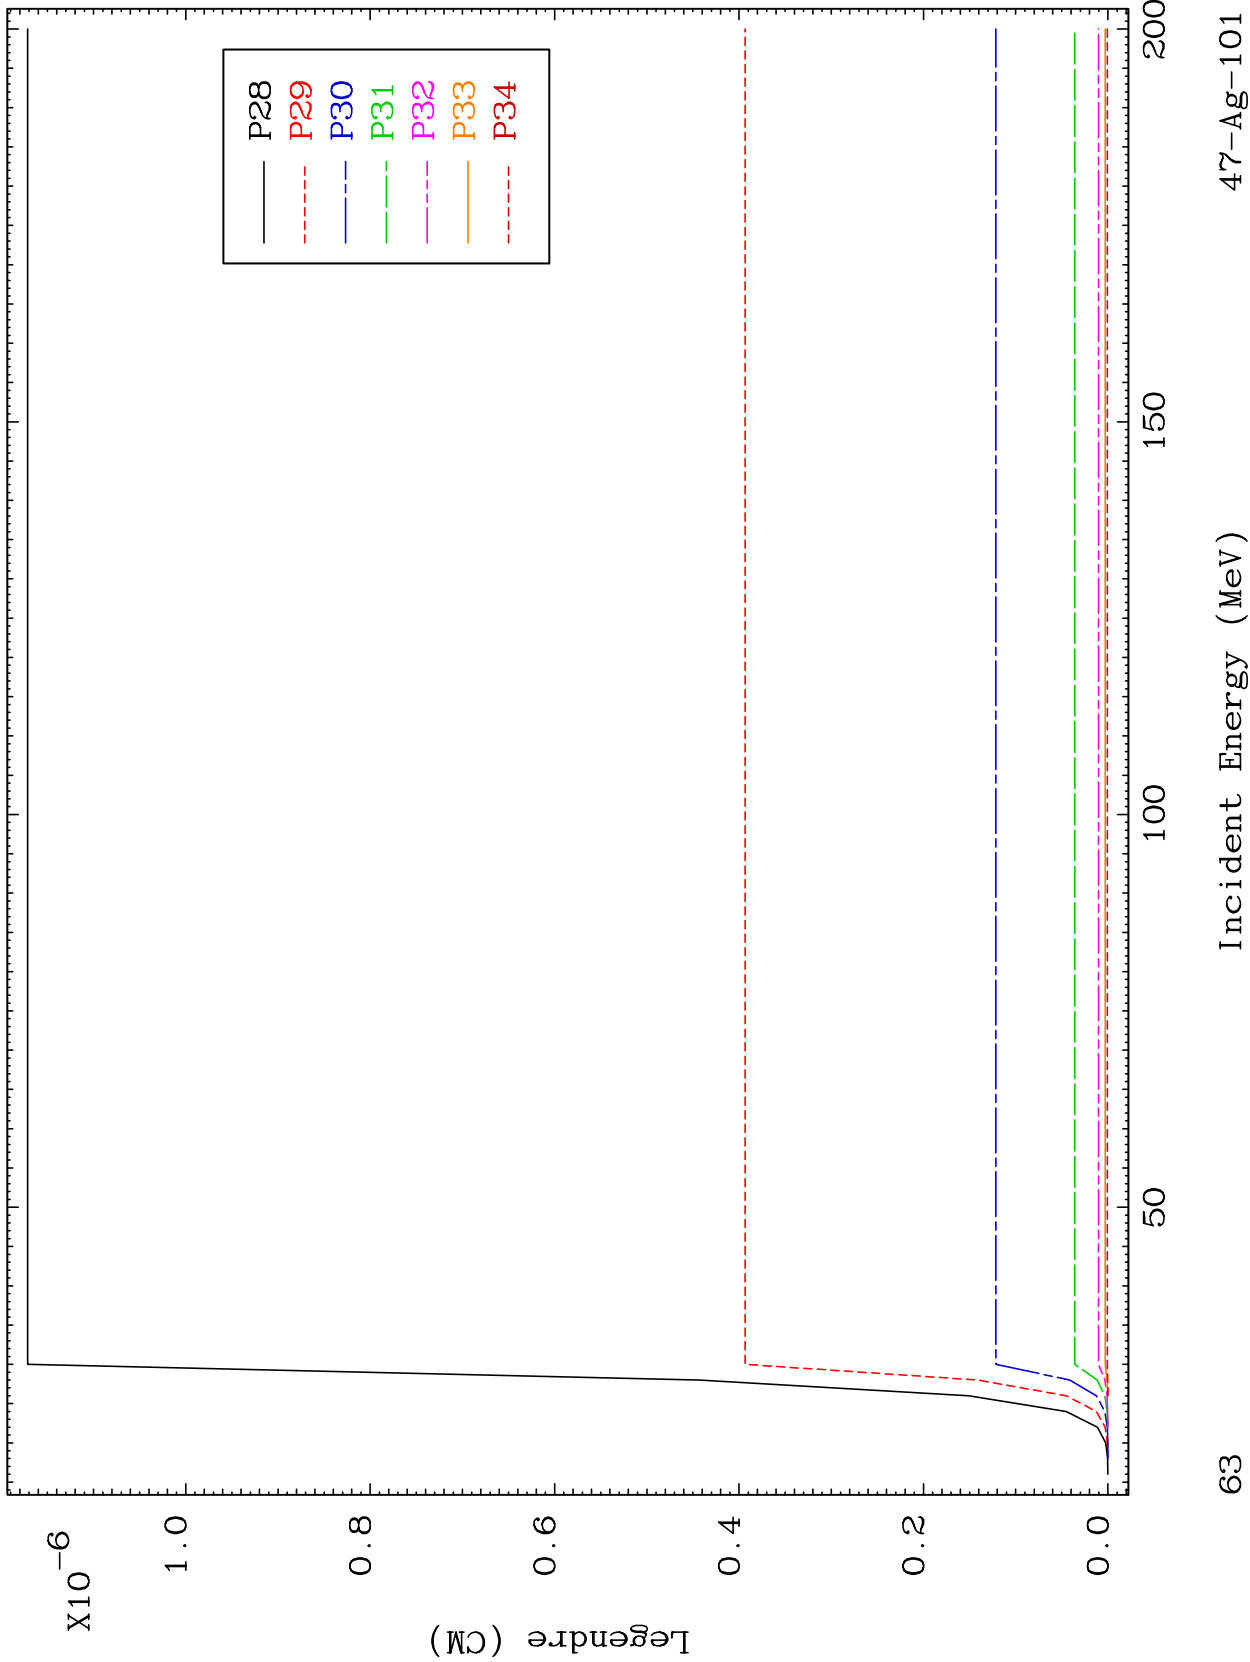 X10⁻⁶
1.0
0.8
0.6
0.4
0.2
0.0
Legendre (CM)
P28
P29
P30
P31
P32
P33
P34
50
100
150
200
Incident Energy (MeV)
63
47-Ag-101